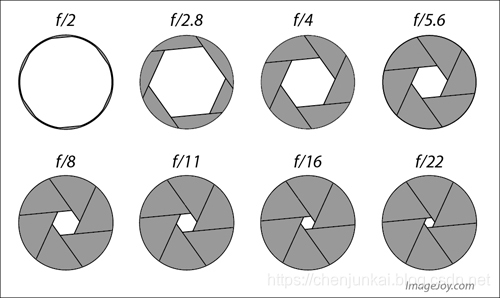 f/2 f/2.8 f/4 f/5.6
f/8 f/11 f/16 f/22
https://chenjunkai.blog.csdn.net
ImageJoy.com